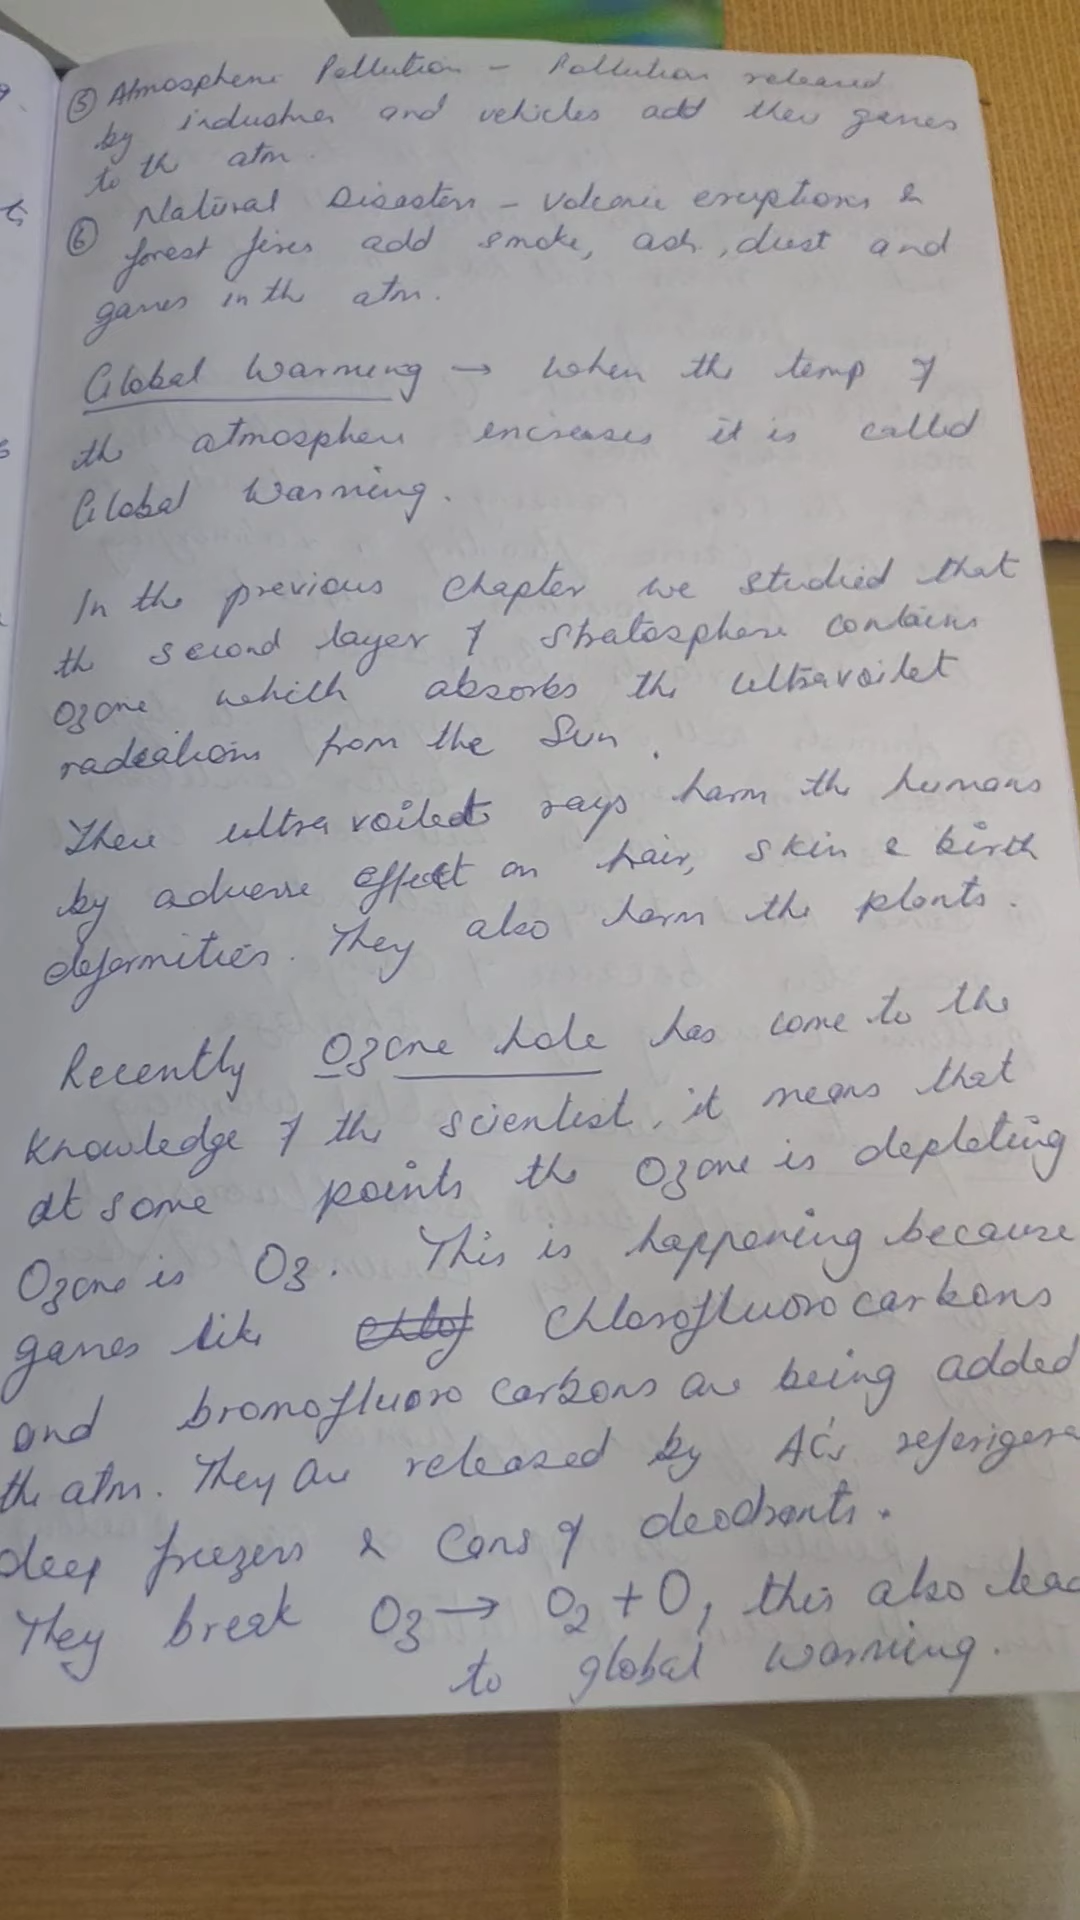 ⑤ Atmospheric Pollution - Pollution released
by industries and vehicles add their gases
to the atm.
⑥ Natural Disasters - volcanic eruptions &
forest fires add smoke, ash, dust and
gases in the atm.
Global Warming → when the temp of
the atmosphere increases it is called
Global Warming.
In the previous Chapter we studied that
the second layer of stratosphere contains
Ozone which absorbs the ultravoilet
radiations from the Sun.
These ultra voilet rays harm the humans
by adverse effect on hair, skin & birth
deformities. They also harm the plants.
Recently Ozone hole has come to the
knowledge of the scientist, it means that
at some points the Ozone is depleting
Ozone is O3. This is happening because
gases like Chlorofluoro carbons
and bromofluoro carbons are being added
the atm. They are released by AC's refrigera
deep freezers & Cans of deodrants.
They break O3 → O2 + O, this also lead
to global warming.